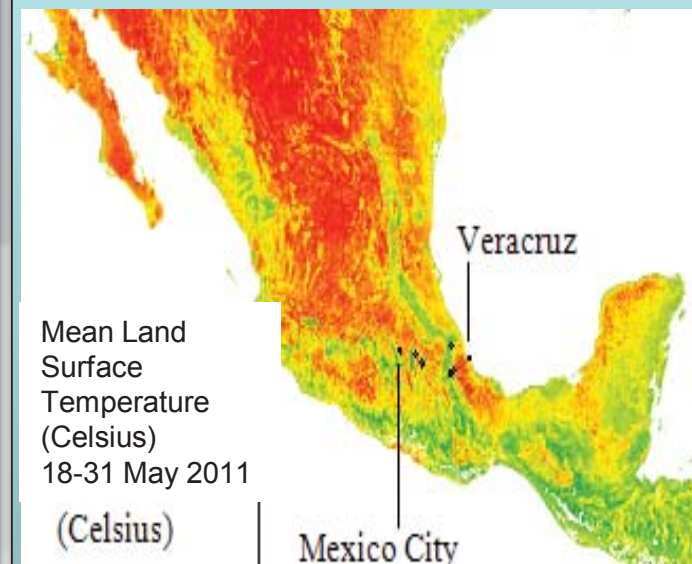 Veracruz
Mean Land
Surface
Temperature
(Celsius)
18-31 May 2011
(Celsius)
Mexico City